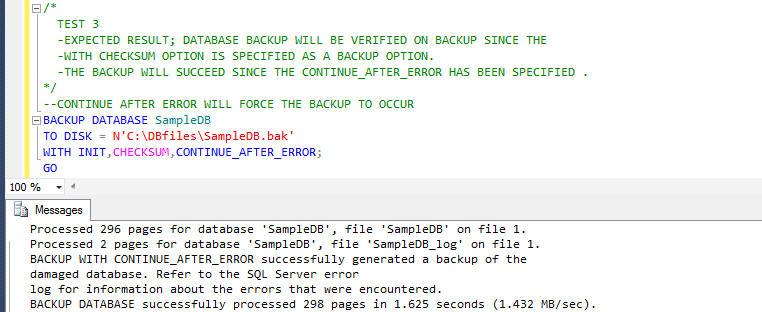 /*
TEST 3
-EXPECTED RESULT; DATABASE BACKUP WILL BE VERIFIED ON BACKUP SINCE THE
-WITH CHECKSUM OPTION IS SPECIFIED AS A BACKUP OPTION.
-THE BACKUP WILL SUCCEED SINCE THE CONTINUE_AFTER_ERROR HAS BEEN SPECIFIED .
*/
--CONTINUE AFTER ERROR WILL FORCE THE BACKUP TO OCCUR
BACKUP DATABASE SampleDB
TO DISK = N'C:\DBfiles\SampleDB.bak'
WITH INIT,CHECKSUM,CONTINUE_AFTER_ERROR;
GO
100 %
Messages
Processed 296 pages for database 'SampleDB', file 'SampleDB' on file 1.
Processed 2 pages for database 'SampleDB', file 'SampleDB_log' on file 1.
BACKUP WITH CONTINUE_AFTER_ERROR successfully generated a backup of the
damaged database. Refer to the SQL Server error
log for information about the errors that were encountered.
BACKUP DATABASE successfully processed 298 pages in 1.625 seconds (1.432 MB/sec).